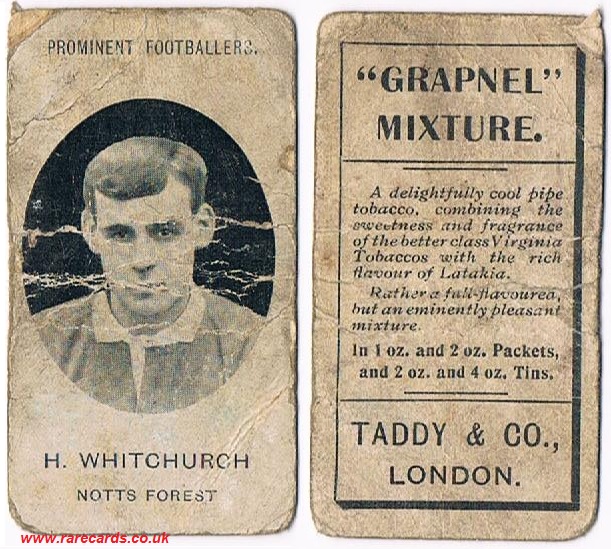 PROMINENT FOOTBALLERS.
H. WHITCHURCH
NOTTS FOREST
www.rarecards.co.uk
"GRAPNEL"
MIXTURE.
A delightfully cool pipe
tobacco, combining the
sweetness and fragrance
of the better class Virginia
Tobaccos with the rich
flavour of Latakia.
Rather a full-flavoured,
but an eminently pleasant
mixture.
In 1 oz. and 2 oz. Packets,
and 2 oz. and 4 oz. Tins.
TADDY & CO.,
LONDON.